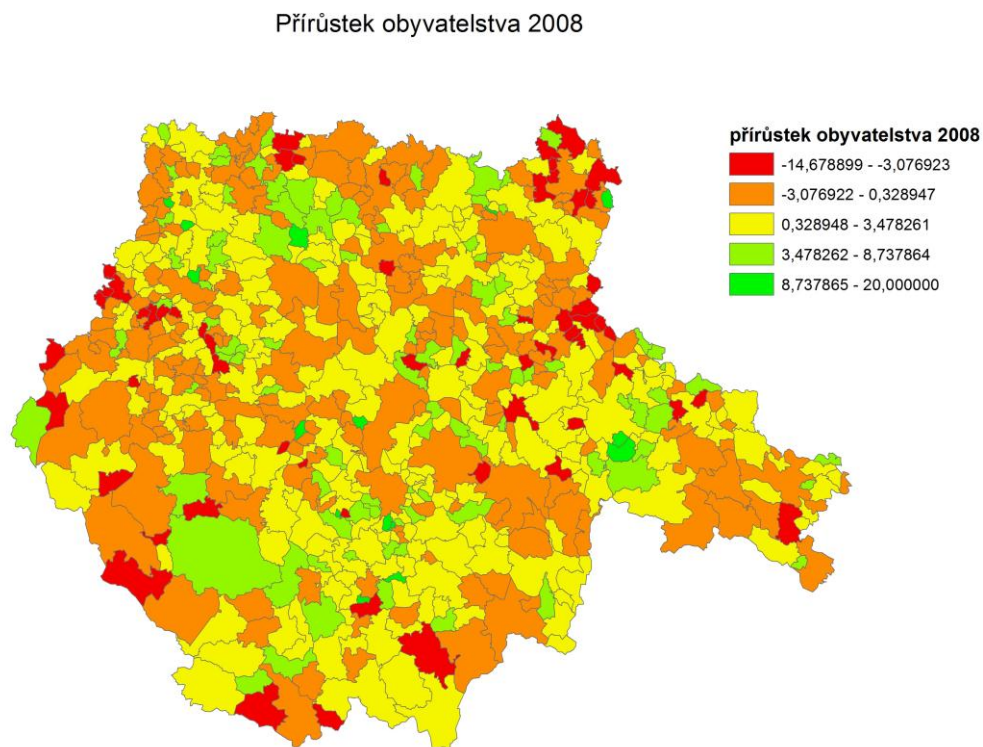 Přírůstek obyvatelstva 2008
přírůstek obyvatelstva 2008
-14,678899 - -3,076923
-3,076922 - 0,328947
0,328948 - 3,478261
3,478262 - 8,737864
8,737865 - 20,000000